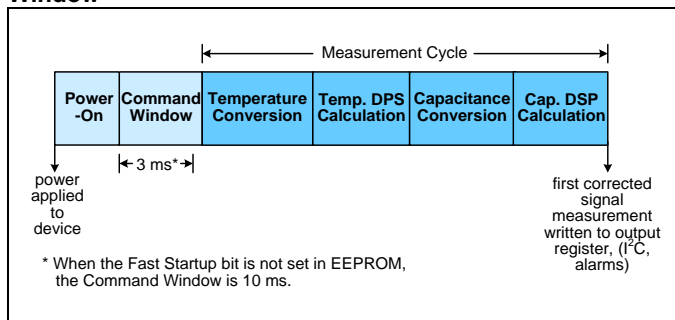 Window
Measurement Cycle
Power
-On
Command
Window
Temperature
Conversion
Temp. DPS
Calculation
Capacitance
Conversion
Cap. DSP
Calculation
3 ms*
power
applied
to
device
first corrected
signal
measurement
written to output
register, (I²C,
alarms)
* When the Fast Startup bit is not set in EEPROM,
the Command Window is 10 ms.